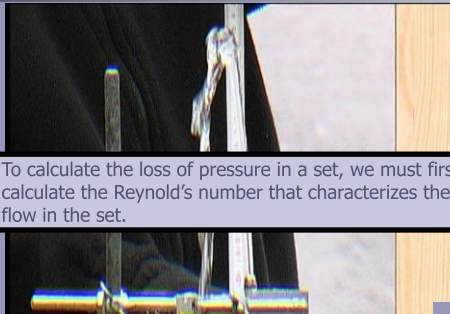 To calculate the loss of pressure in a set, we must firs
calculate the Reynold's number that characterizes the
flow in the set.